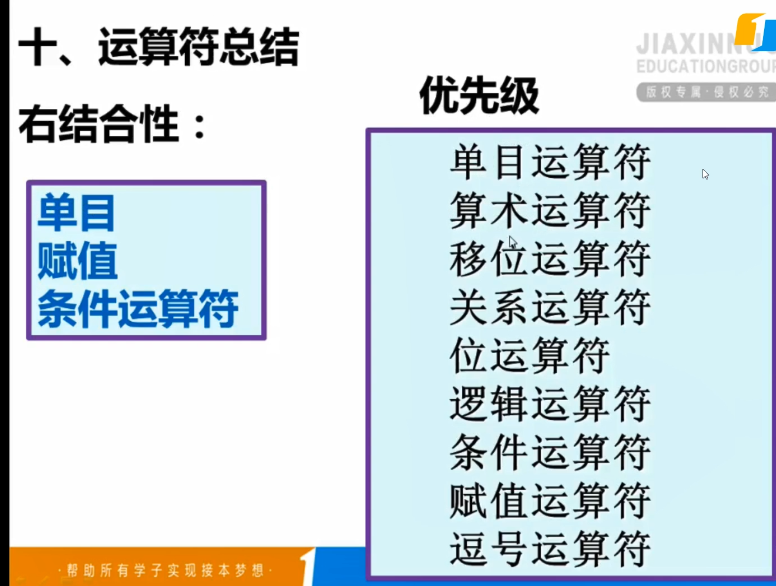 十、运算符总结
JIAXINN
EDUCATIONGROUP
版权专属·侵权必究
右结合性：
单目
赋值
条件运算符
优先级
单目运算符
算术运算符
移位运算符
关系运算符
位运算符
逻辑运算符
条件运算符
赋值运算符
逗号运算符
·帮助所有学子实现接本梦想·